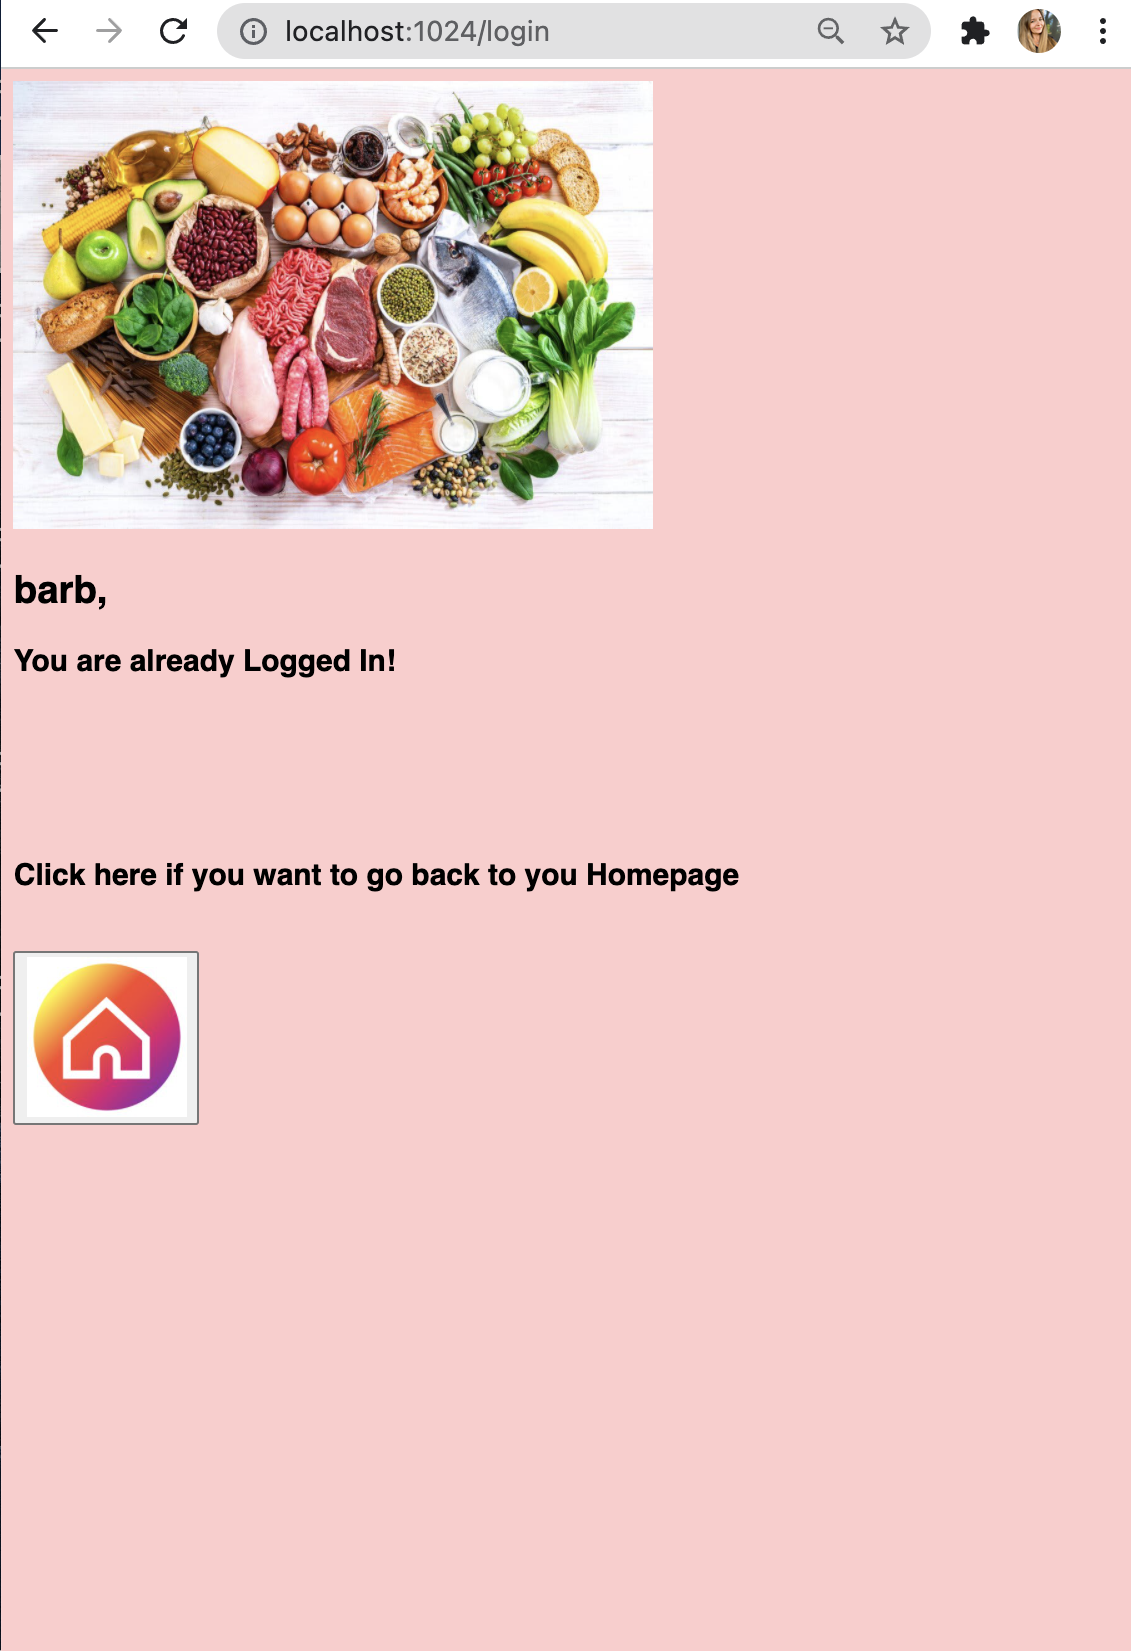 localhost:1024/login
barb,
You are already Logged In!
Click here if you want to go back to you Homepage